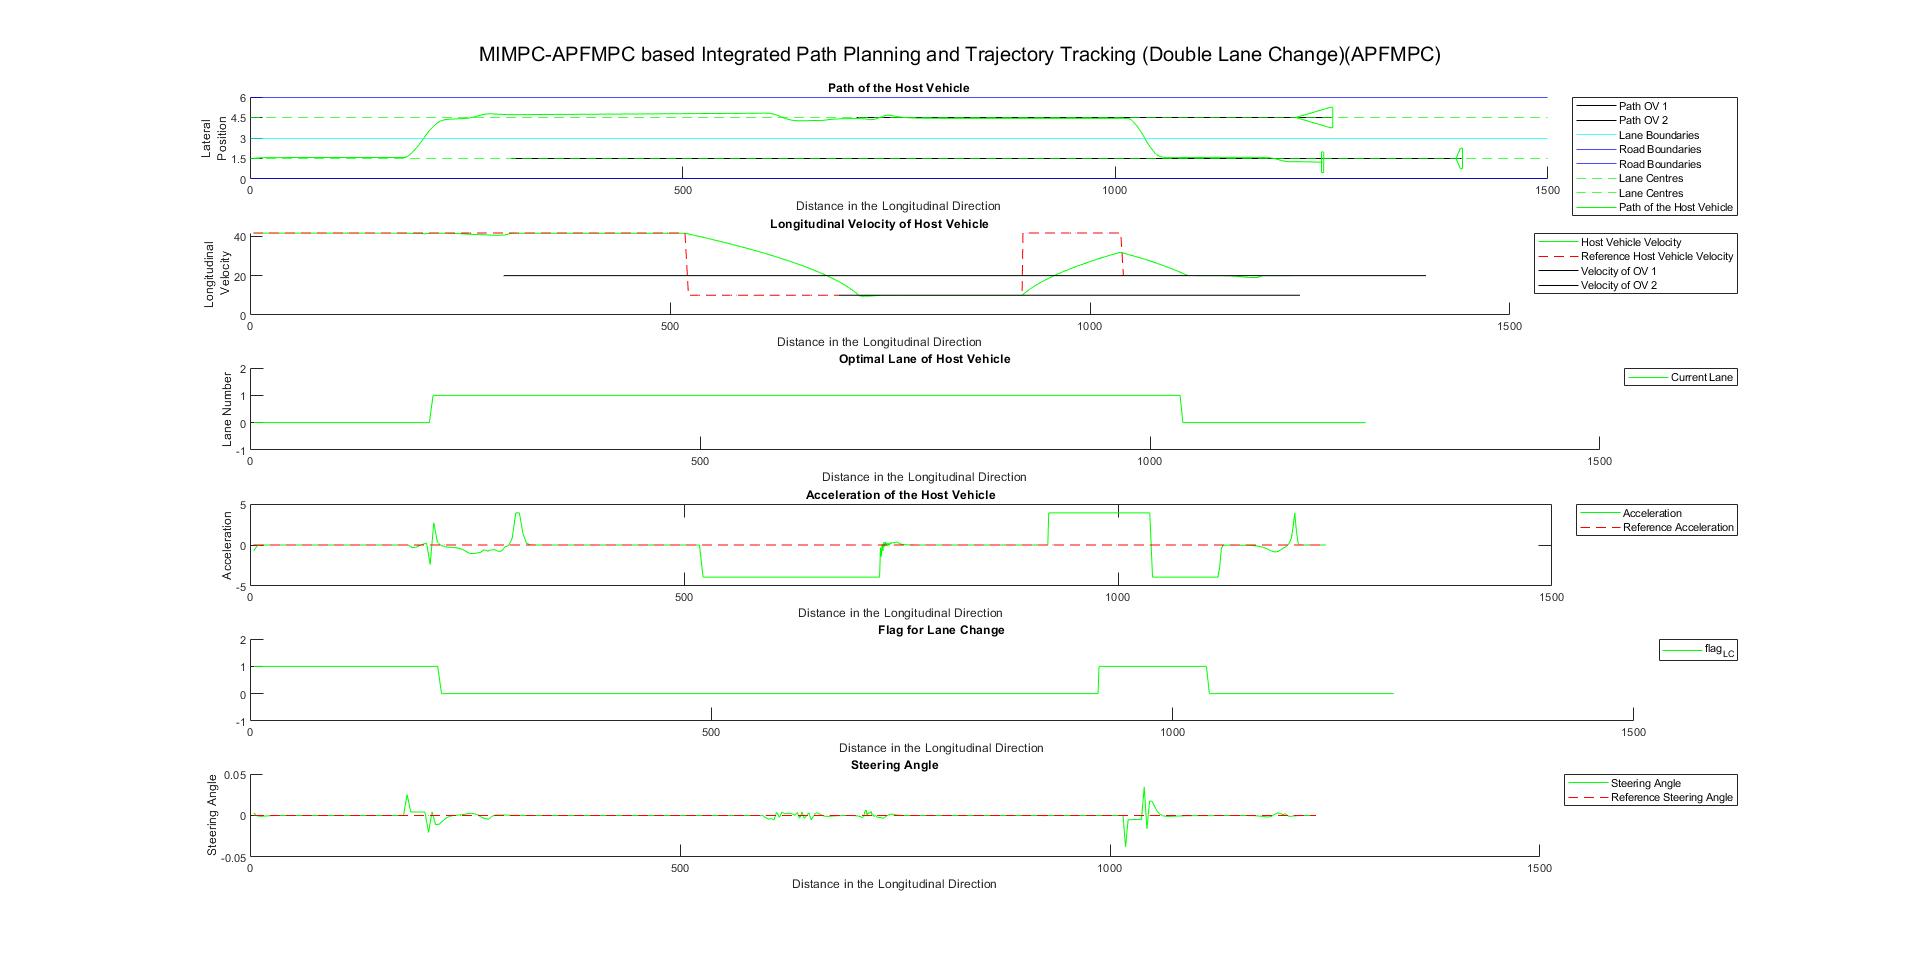 MIMPC-APFMPC based Integrated Path Planning and Trajectory Tracking (Double Lane Change)(APFMPC)
Path of the Host Vehicle
Lateral
Position
6
4.5
3
1.5
0
0 500 1000 1500
Distance in the Longitudinal Direction
Path OV 1
Path OV 2
Lane Boundaries
Road Boundaries
Road Boundaries
Lane Centres
Lane Centres
Path of the Host Vehicle
Longitudinal Velocity of Host Vehicle
Longitudinal
Velocity
40
20
0
0 500 1000 1500
Distance in the Longitudinal Direction
Host Vehicle Velocity
Reference Host Vehicle Velocity
Velocity of OV 1
Velocity of OV 2
Optimal Lane of Host Vehicle
Lane Number
2
1
0
-1
0 500 1000 1500
Distance in the Longitudinal Direction
Current Lane
Acceleration of the Host Vehicle
Acceleration
5
0
-5
0 500 1000 1500
Distance in the Longitudinal Direction
Acceleration
Reference Acceleration
Flag for Lane Change
2
1
0
-1
0 500 1000 1500
Distance in the Longitudinal Direction
flag LC
Steering Angle
Steering Angle
0.05
0
-0.05
0 500 1000 1500
Distance in the Longitudinal Direction
Steering Angle
Reference Steering Angle